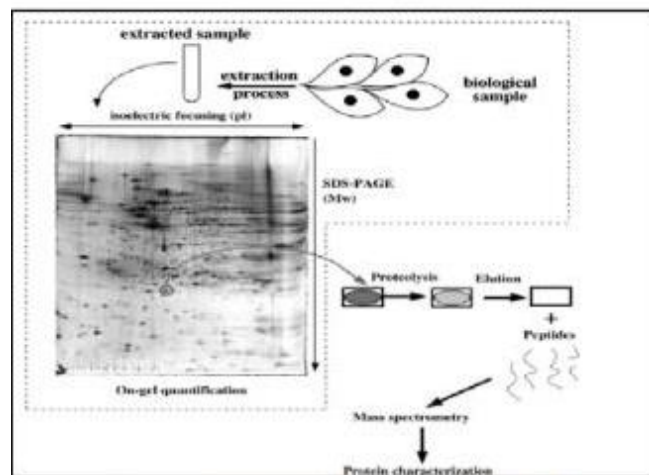 extracted sample
extraction
process
biological
sample
isoelectric focusing (pI)
SDS-PAGE
(Mw)
Proteolysis
Elution
+
Peptides
On-gel quantification
Mass spectrometry
Protein characterization